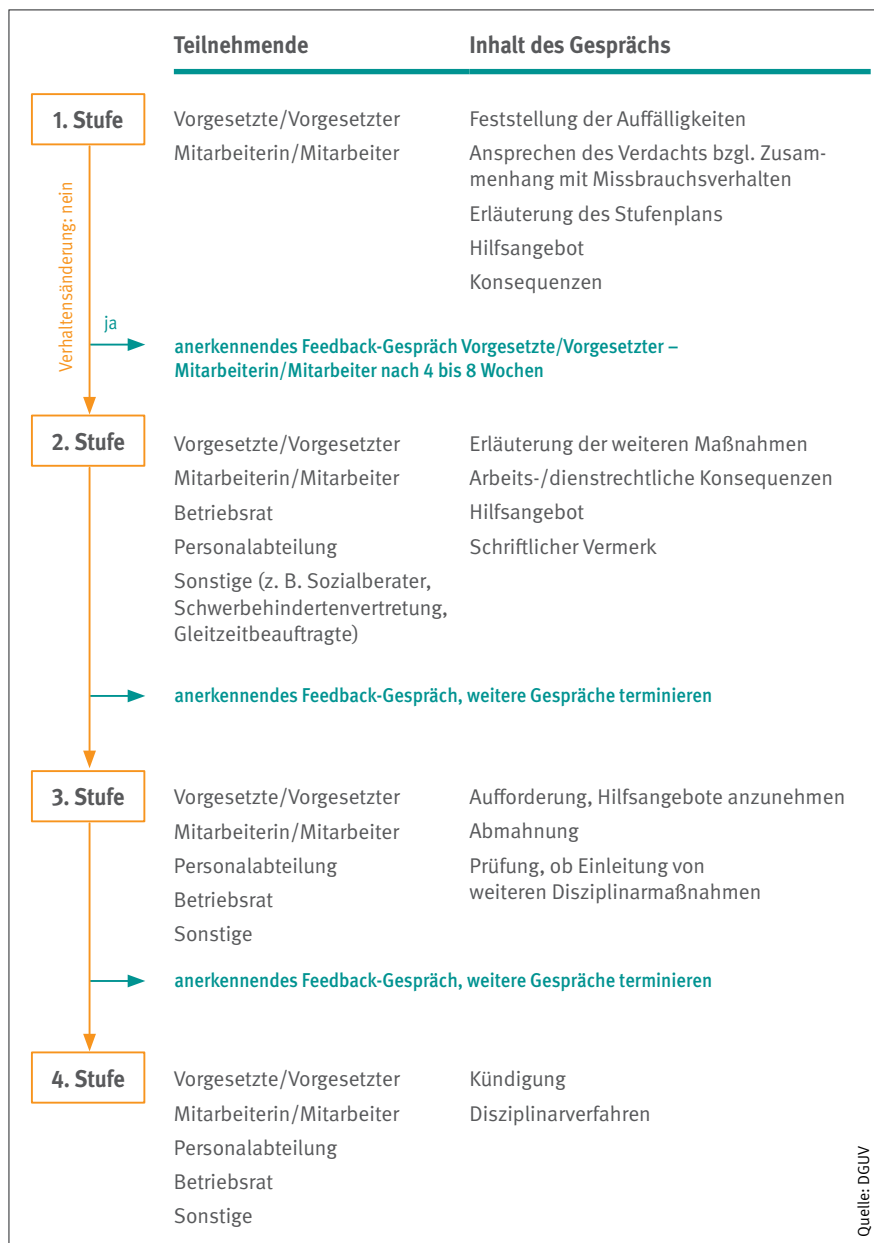 Teilnehmende
Inhalt des Gesprächs
1. Stufe
Vorgesetzte/Vorgesetzter
Feststellung der Auffälligkeiten
Mitarbeiterin/Mitarbeiter
Ansprechen des Verdachts bzgl. Zusam-
menhang mit Missbrauchsverhalten
Erläuterung des Stufenplans
Hilfsangebot
Konsequenzen
Verhaltensänderung: nein
ja
anerkennendes Feedback-Gespräch Vorgesetzte/Vorgesetzter –
Mitarbeiterin/Mitarbeiter nach 4 bis 8 Wochen
2. Stufe
Vorgesetzte/Vorgesetzter
Erläuterung der weiteren Maßnahmen
Mitarbeiterin/Mitarbeiter
Arbeits-/dienstrechtliche Konsequenzen
Betriebsrat
Hilfsangebot
Personalabteilung
Schriftlicher Vermerk
Sonstige (z. B. Sozialberater,
Schwerbehindertenvertretung,
Gleitzeitbeauftragte)
anerkennendes Feedback-Gespräch, weitere Gespräche terminieren
3. Stufe
Vorgesetzte/Vorgesetzter
Aufforderung, Hilfsangebote anzunehmen
Mitarbeiterin/Mitarbeiter
Abmahnung
Personalabteilung
Prüfung, ob Einleitung von
weiteren Disziplinarmaßnahmen
Betriebsrat
Sonstige
anerkennendes Feedback-Gespräch, weitere Gespräche terminieren
4. Stufe
Vorgesetzte/Vorgesetzter
Kündigung
Mitarbeiterin/Mitarbeiter
Disziplinarverfahren
Personalabteilung
Betriebsrat
Sonstige
Quelle: DGUV